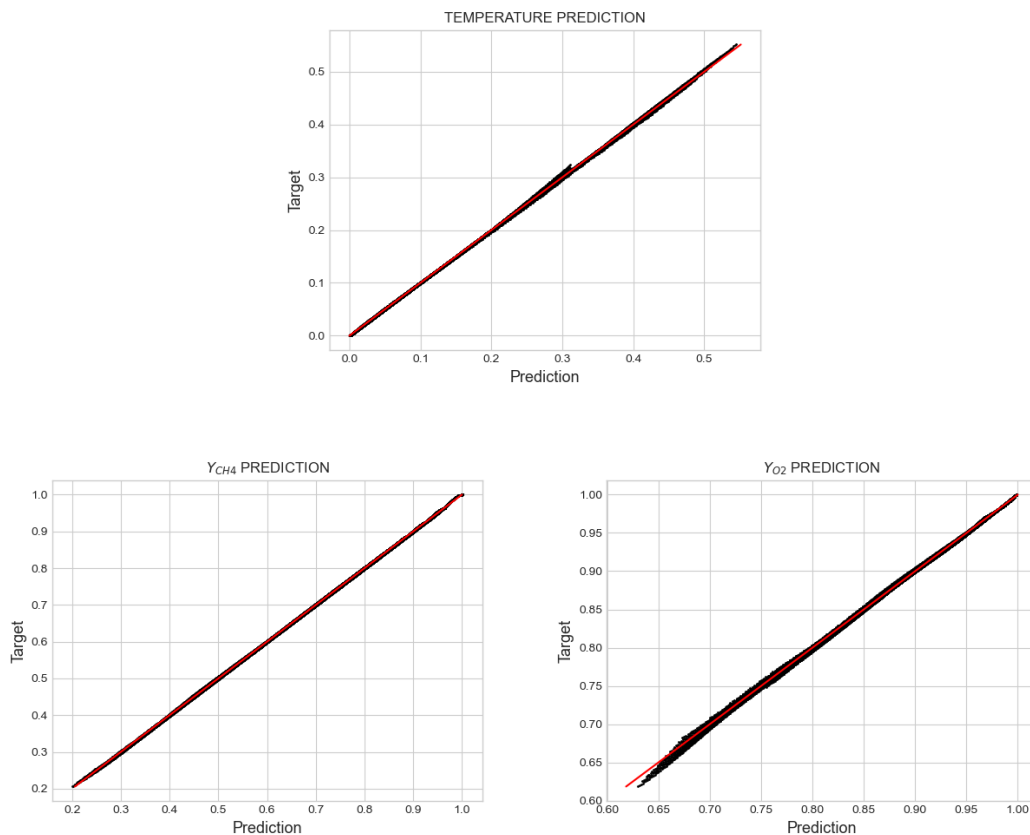 TEMPERATURE PREDICTION
0.5
0.4
0.3
0.2
0.1
0.0
Target
0.0 0.1 0.2 0.3 0.4 0.5
Prediction
Y_{CH4} PREDICTION
1.0
0.9
0.8
0.7
0.6
0.5
0.4
0.3
0.2
Target
0.2 0.3 0.4 0.5 0.6 0.7 0.8 0.9 1.0
Prediction
Y_{O2} PREDICTION
1.00
0.95
0.90
0.85
0.80
0.75
0.70
0.65
0.60
Target
0.60 0.65 0.70 0.75 0.80 0.85 0.90 0.95 1.00
Prediction